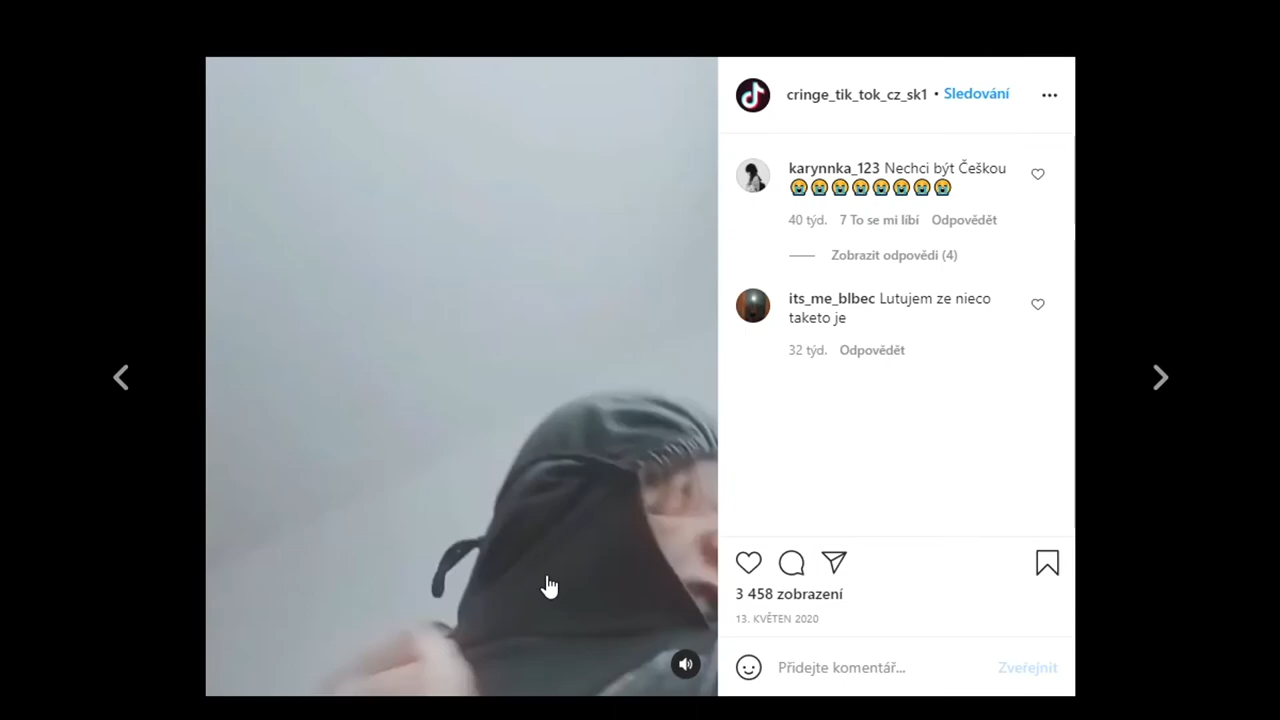 cringe_tik_tok_cz_sk1 • Sledování
karynnka_123 Nechci být Češkou
😭😭😭😭😭😭😭😭
40 týd. 7 To se mi líbí Odpovědět
Zobrazit odpovědi (4)
its_me_blbec Lutujem ze nieco
taketo je
32 týd. Odpovědět
3 458 zobrazení
13. KVĚTEN 2020
Přidejte komentář... Zveřejnit